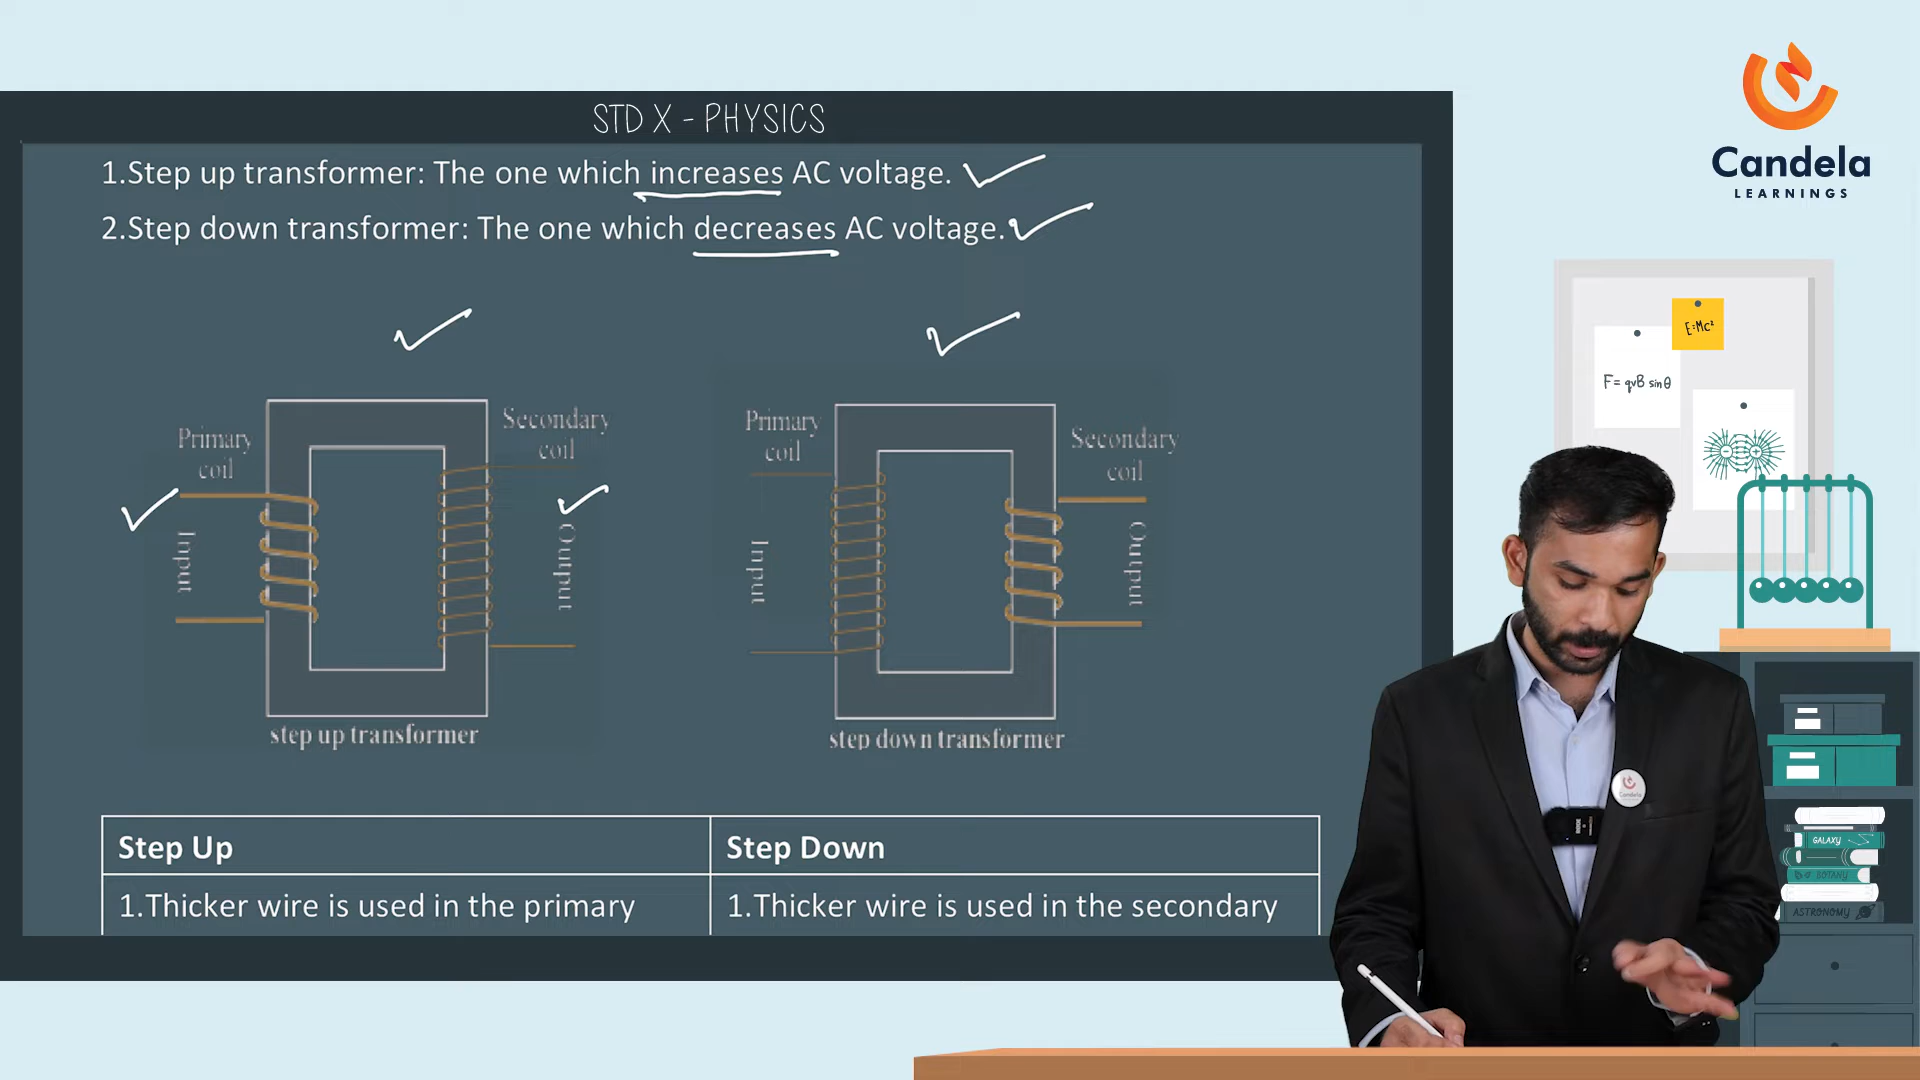 STD X - PHYSICS
1.Step up transformer: The one which increases AC voltage.
2.Step down transformer: The one which decreases AC voltage.
Primary
coil
Secondary
coil
Input
Output
step up transformer
Primary
coil
Secondary
coil
Input
Output
step down transformer
Step Up
Step Down
1.Thicker wire is used in the primary
1.Thicker wire is used in the secondary
Candela
LEARNINGS
E=Mc²
F= qvB sinθ
GALAXY
BOTANY
ASTRONOMY
Candela